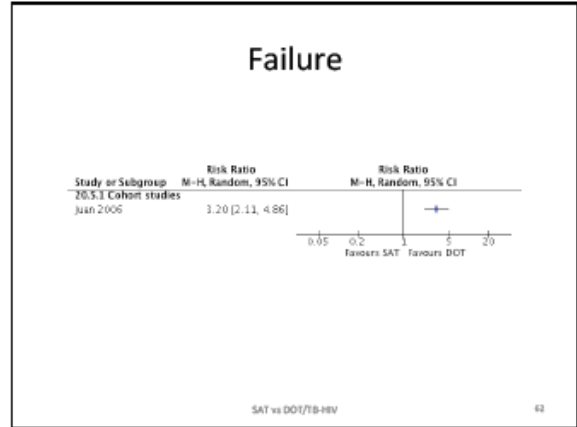 Failure
Risk Ratio Risk Ratio
Study or Subgroup M-H, Random, 95% CI M-H, Random, 95% CI
20.5.1 Cohort studies
Juan 2006 3.20 [2.11, 4.86]
0.05 0.2 1 5 20
Favours SAT Favours DOT
SAT vs DOT/TB-HIV